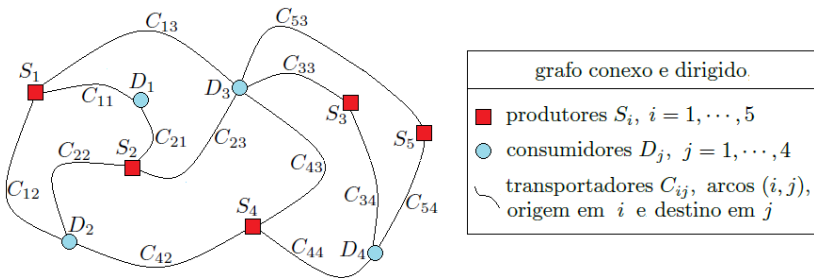 C₁₃
C₅₃
S₁
D₁
D₃
C₃₃
C₁₁
S₃
S₅
C₂₁
C₂₃
C₂₂
S₂
C₄₃
C₁₂
C₃₄
C₅₄
S₄
D₂
C₄₂
C₄₄
D₄
grafo conexo e dirigido.
produtores Sᵢ, i = 1, ⋯, 5
consumidores Dⱼ, j = 1, ⋯, 4
transportadores Cᵢⱼ, arcos (i, j),
origem em i e destino em j